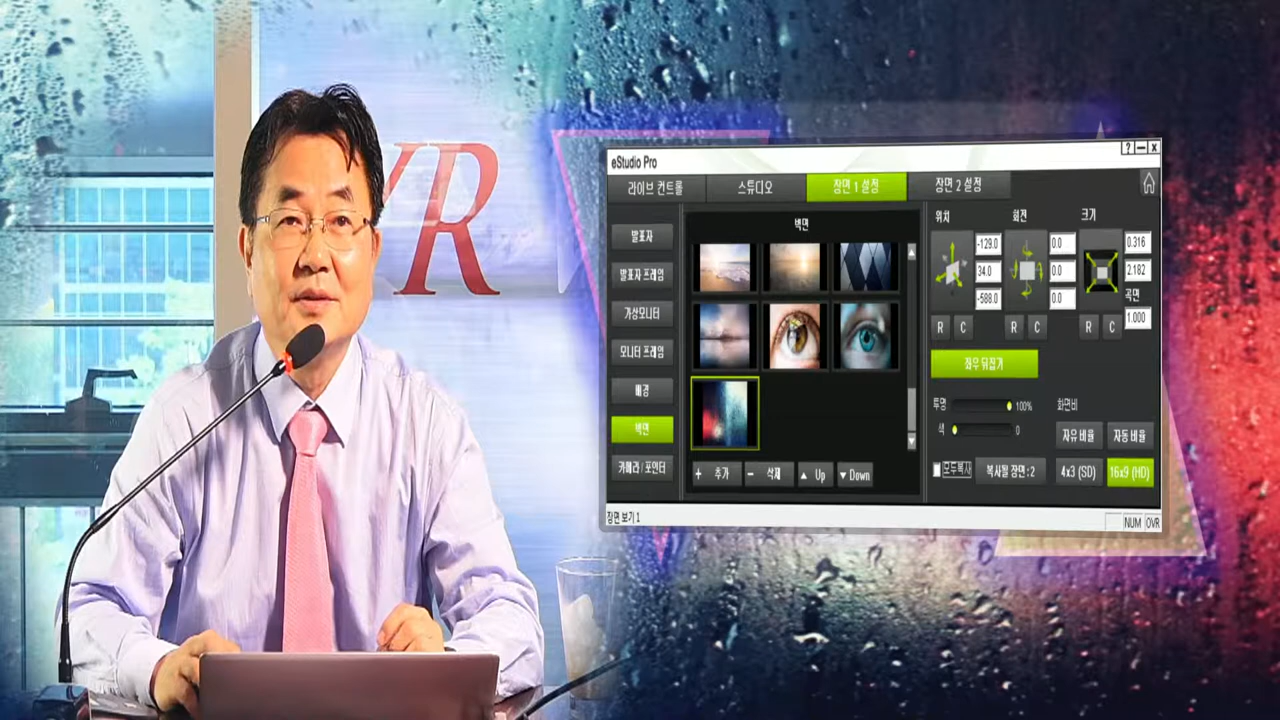 YR
eStudio Pro
? — x
라이브 컨트롤
스튜디오
장면 1 설정
장면 2 설정
발표자
발표자 프레임
가상모니터
모니터 프레임
배경
벽면
카메라 / 포인터
벽면
+ 추가
− 삭제
▲ Up
▼ Down
위치
회전
크기
-129.0
34.0
-588.0
0.0
0.0
0.0
0.316
2.182
곡면
1.000
R C
R C
R C
좌우 뒤집기
투명
100%
색
0
화면비
자유 비율
자동 비율
모두복사
복사될 장면 : 2
4x3 (SD)
16x9 (HD)
장면 보기 1
NUM
OVR